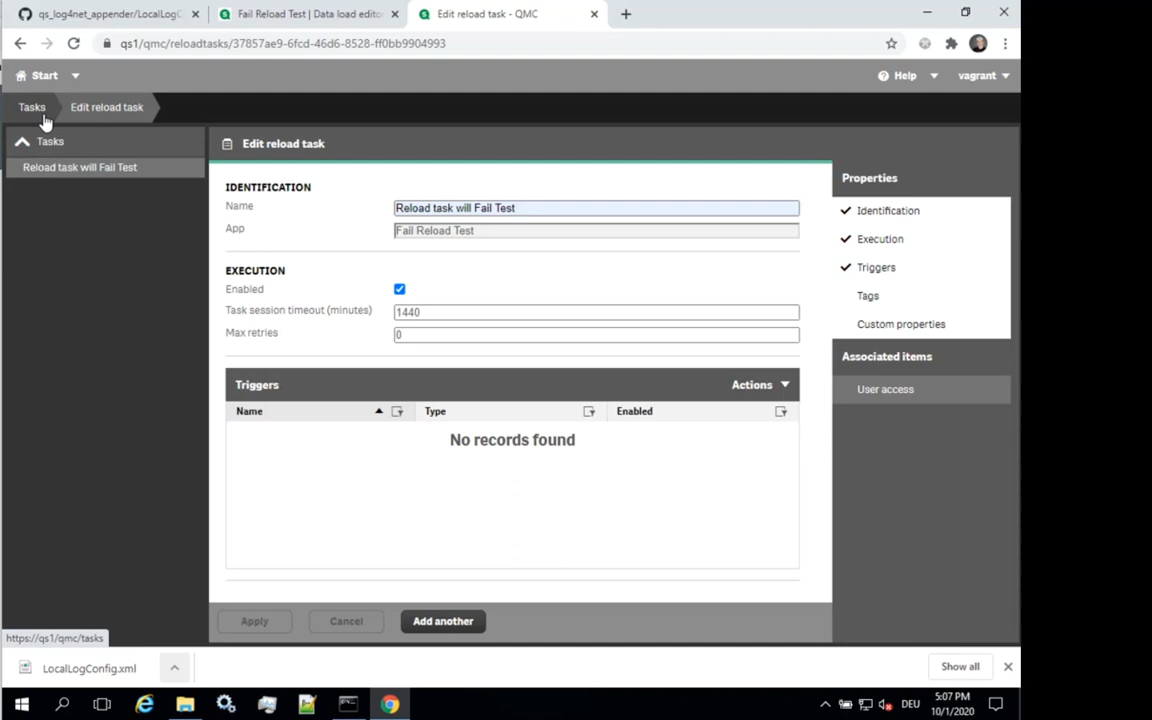 qs_log4net_appender/LocalLogC
Fail Reload Test | Data load edito
Edit reload task - QMC
qs1/qmc/reloadtasks/37857ae9-6fcd-46d6-8528-ff0bb9904993
Start
Help
vagrant
Tasks
Edit reload task
Tasks
Reload task will Fail Test
Edit reload task
IDENTIFICATION
Name
Reload task will Fail Test
App
Fail Reload Test
EXECUTION
Enabled
Task session timeout (minutes)
1440
Max retries
0
Triggers
Actions
Name
Type
Enabled
No records found
Apply
Cancel
Add another
Properties
Identification
Execution
Triggers
Tags
Custom properties
Associated items
User access
https://qs1/qmc/tasks
LocalLogConfig.xml
Show all
DEU
5:07 PM
10/1/2020